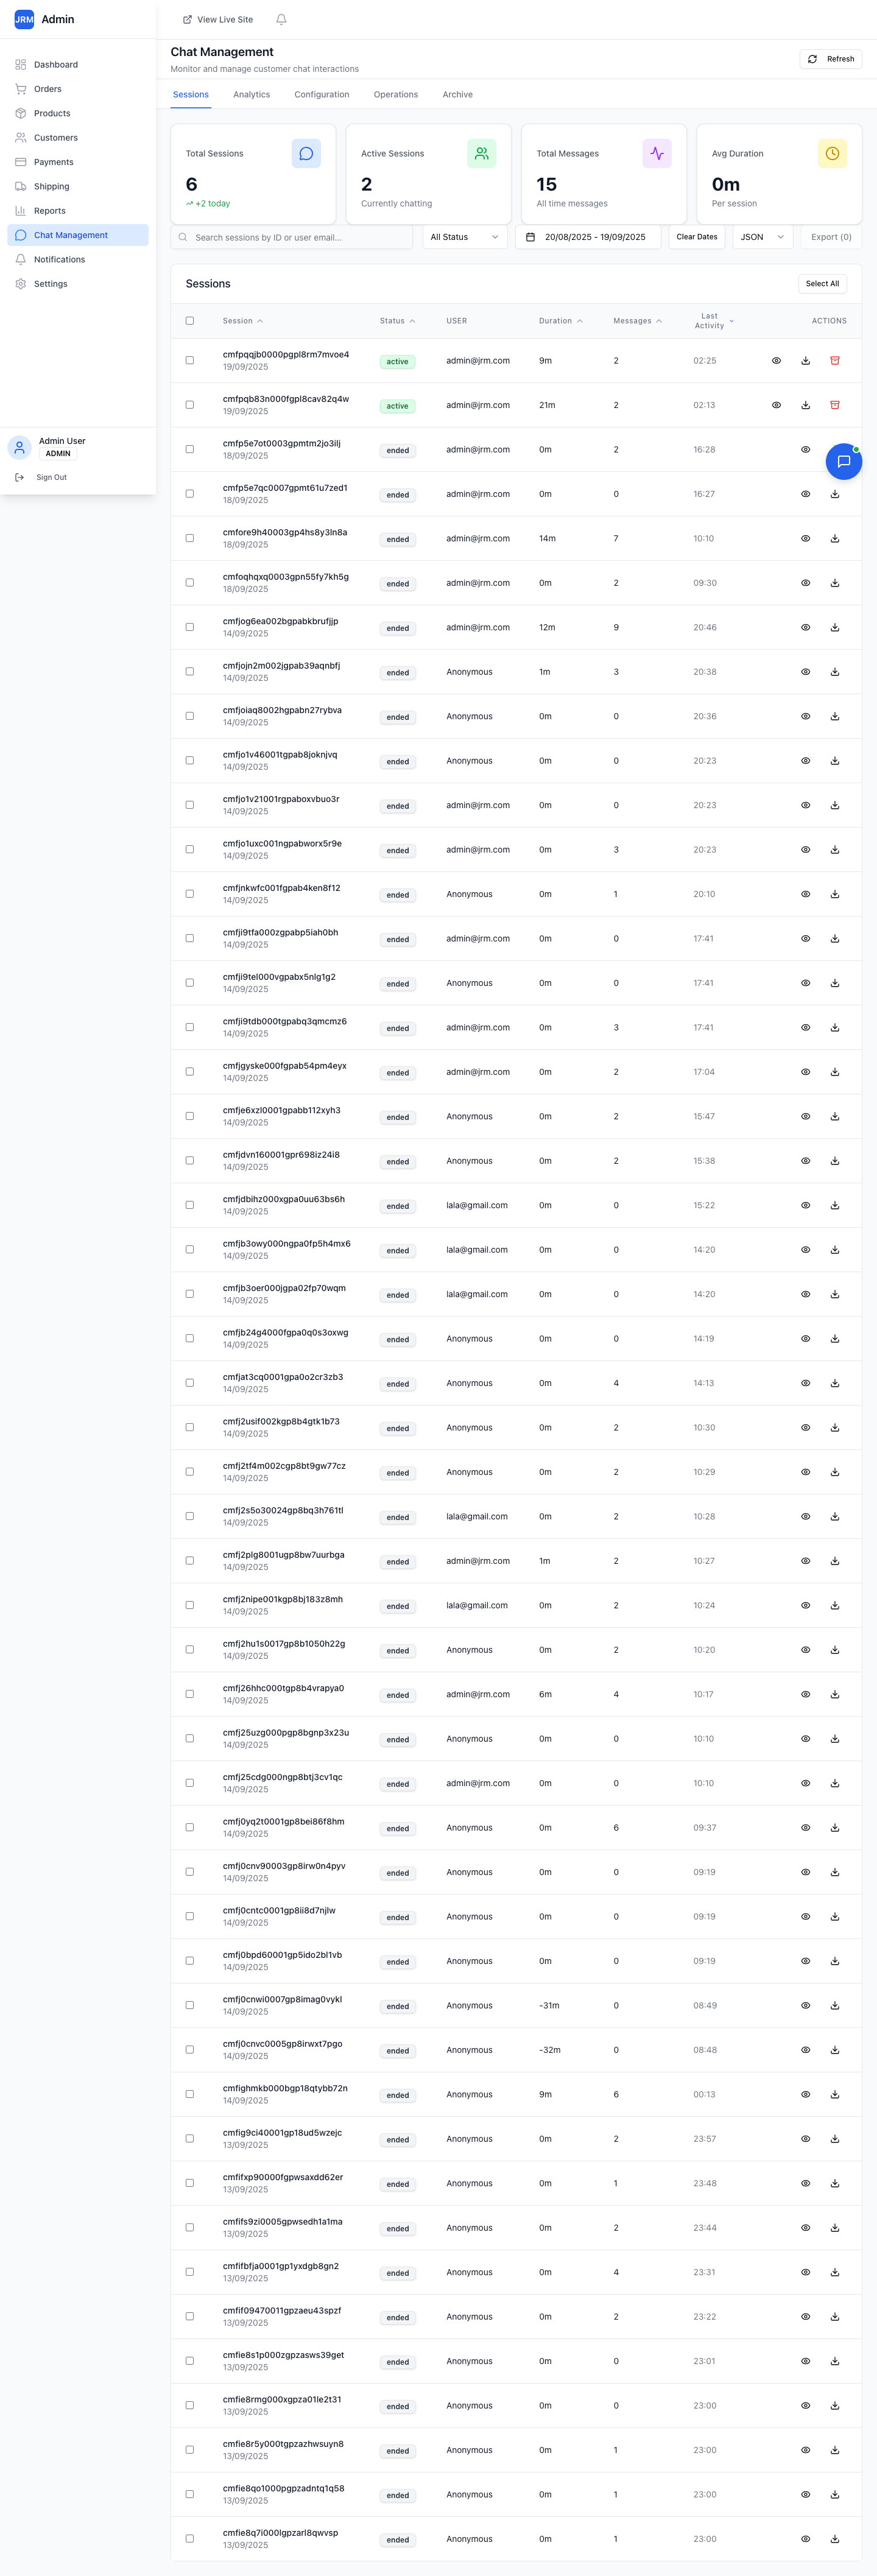 JRM Admin
View Live Site
Dashboard
Orders
Products
Customers
Payments
Shipping
Reports
Chat Management
Notifications
Settings
Admin User
ADMIN
Sign Out
Chat Management
Monitor and manage customer chat interactions
Refresh
Sessions Analytics Configuration Operations Archive
Total Sessions
6
+2 today
Active Sessions
2
Currently chatting
Total Messages
15
All time messages
Avg Duration
0m
Per session
Search sessions by ID or user email... All Status 20/08/2025 - 19/09/2025 Clear Dates JSON Export (0)
Sessions Select All
Session Status USER Duration Messages Last Activity ACTIONS
cmfpqqjb0000pgpl8rm7mvoe4 active admin@jrm.com 9m 2 02:25
19/09/2025
cmfpqb83n000fgpl8cav82q4w active admin@jrm.com 21m 2 02:13
19/09/2025
cmfp5e7ot0003gpmtm2jo3ilj ended admin@jrm.com 0m 2 16:28
18/09/2025
cmfp5e7qc0007gpmt61u7zed1 ended admin@jrm.com 0m 0 16:27
18/09/2025
cmfore9h40003gp4hs8y3ln8a ended admin@jrm.com 14m 7 10:10
18/09/2025
cmfoqhqxq0003gpn55fy7kh5g ended admin@jrm.com 0m 2 09:30
18/09/2025
cmfjog6ea002bgpabkbrufjjp ended admin@jrm.com 12m 9 20:46
14/09/2025
cmfjojn2m002jgpab39aqnbfj ended Anonymous 1m 3 20:38
14/09/2025
cmfjoiaq8002hgpabn27rybva ended Anonymous 0m 0 20:36
14/09/2025
cmfjo1v46001tgpab8joknjvq ended Anonymous 0m 0 20:23
14/09/2025
cmfjo1v21001rgpaboxvbuo3r ended admin@jrm.com 0m 0 20:23
14/09/2025
cmfjo1uxc001ngpabworx5r9e ended admin@jrm.com 0m 3 20:23
14/09/2025
cmfjnkwfc001fgpab4ken8f12 ended Anonymous 0m 1 20:10
14/09/2025
cmfji9tfa000zgpabp5iah0bh ended admin@jrm.com 0m 0 17:41
14/09/2025
cmfji9tel000vgpabx5nlg1g2 ended Anonymous 0m 0 17:41
14/09/2025
cmfji9tdb000tgpabq3qmcmz6 ended admin@jrm.com 0m 3 17:41
14/09/2025
cmfjgyske000fgpab54pm4eyx ended admin@jrm.com 0m 2 17:04
14/09/2025
cmfje6xzl0001gpabb112xyh3 ended Anonymous 0m 2 15:47
14/09/2025
cmfjdvn160001gpr698iz24i8 ended Anonymous 0m 2 15:38
14/09/2025
cmfjdbihz000xgpa0uu63bs6h ended lala@gmail.com 0m 0 15:22
14/09/2025
cmfjb3owy000ngpa0fp5h4mx6 ended lala@gmail.com 0m 0 14:20
14/09/2025
cmfjb3oer000jgpa02fp70wqm ended lala@gmail.com 0m 0 14:20
14/09/2025
cmfjb24g4000fgpa0q0s3oxwg ended Anonymous 0m 0 14:19
14/09/2025
cmfjat3cq0001gpa0o2cr3zb3 ended Anonymous 0m 4 14:13
14/09/2025
cmfj2usif002kgp8b4gtk1b73 ended Anonymous 0m 2 10:30
14/09/2025
cmfj2tf4m002cgp8bt9gw77cz ended Anonymous 0m 2 10:29
14/09/2025
cmfj2s5o30024gp8bq3h761tl ended lala@gmail.com 0m 2 10:28
14/09/2025
cmfj2plg8001ugp8bw7uurbga ended admin@jrm.com 1m 2 10:27
14/09/2025
cmfj2nipe001kgp8bj183z8mh ended lala@gmail.com 0m 2 10:24
14/09/2025
cmfj2hu1s0017gp8b1050h22g ended Anonymous 0m 2 10:20
14/09/2025
cmfj26hhc000tgp8b4vrapya0 ended admin@jrm.com 6m 4 10:17
14/09/2025
cmfj25uzg000pgp8bgnp3x23u ended Anonymous 0m 0 10:10
14/09/2025
cmfj25cdg000ngp8btj3cv1qc ended admin@jrm.com 0m 0 10:10
14/09/2025
cmfj0yq2t0001gp8bei86f8hm ended Anonymous 0m 6 09:37
14/09/2025
cmfj0cnv90003gp8irw0n4pyv ended Anonymous 0m 0 09:19
14/09/2025
cmfj0cntc0001gp8ii8d7njlw ended Anonymous 0m 0 09:19
14/09/2025
cmfj0bpd60001gp5ido2bl1vb ended Anonymous 0m 0 09:19
14/09/2025
cmfj0cnwi0007gp8imag0vykl ended Anonymous -31m 0 08:49
14/09/2025
cmfj0cnvc0005gp8irwxt7pgo ended Anonymous -32m 0 08:48
14/09/2025
cmfighmkb000bgp18qtybb72n ended Anonymous 9m 6 00:13
14/09/2025
cmfig9ci40001gp18ud5wzejc ended Anonymous 0m 2 23:57
13/09/2025
cmfifxp90000fgpwsaxdd62er ended Anonymous 0m 1 23:48
13/09/2025
cmfifs9zi0005gpwsedh1a1ma ended Anonymous 0m 2 23:44
13/09/2025
cmfifbfja0001gp1yxdgb8gn2 ended Anonymous 0m 4 23:31
13/09/2025
cmfif09470011gpzaeu43spzf ended Anonymous 0m 2 23:22
13/09/2025
cmfie8s1p000zgpzasws39get ended Anonymous 0m 0 23:01
13/09/2025
cmfie8rmg000xgpza01le2t31 ended Anonymous 0m 0 23:00
13/09/2025
cmfie8r5y000tgpzazhwsuyn8 ended Anonymous 0m 1 23:00
13/09/2025
cmfie8qo1000pgpzadntq1q58 ended Anonymous 0m 1 23:00
13/09/2025
cmfie8q7i000lgpzarl8qwvsp ended Anonymous 0m 1 23:00
13/09/2025